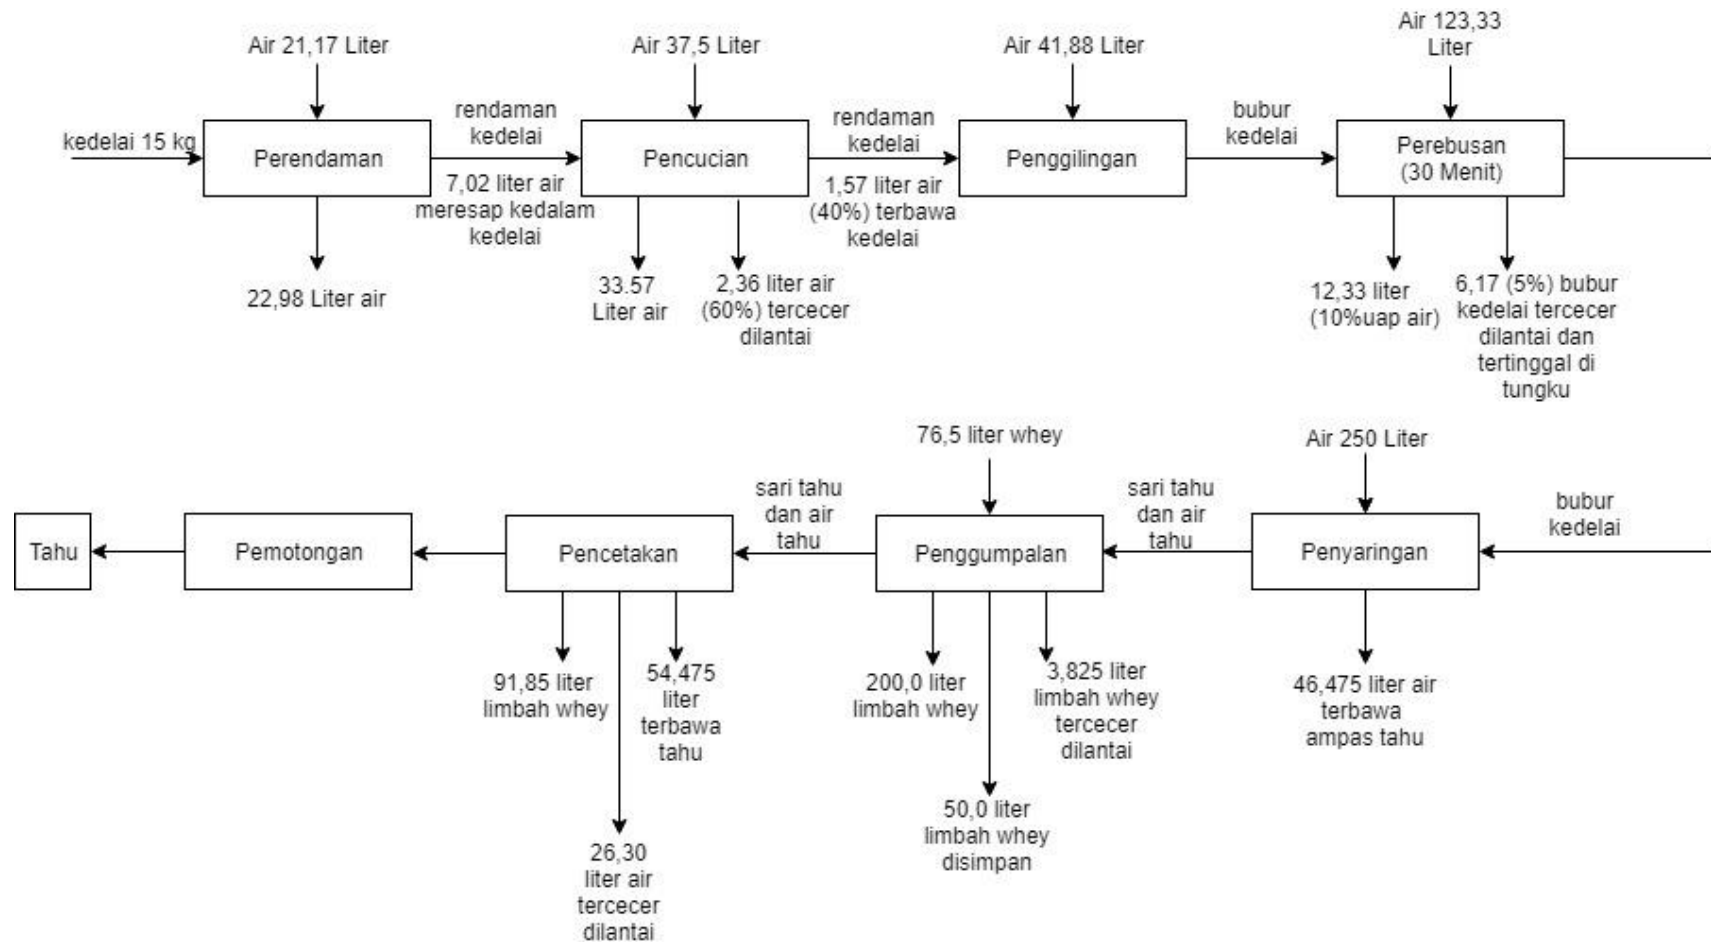 Air 21,17 Liter
Air 37,5 Liter
Air 41,88 Liter
Air 123,33
Liter
kedelai 15 kg
Perendaman
rendaman
kedelai
7,02 liter air
meresap kedalam
kedelai
Pencucian
rendaman
kedelai
1,57 liter air
(40%) terbawa
kedelai
Penggilingan
bubur
kedelai
Perebusan
(30 Menit)
22,98 Liter air
33.57
Liter air
2,36 liter air
(60%) tercecer
dilantai
12,33 liter
(10%uap air)
6,17 (5%) bubur
kedelai tercecer
dilantai dan
tertinggal di
tungku
76,5 liter whey
Air 250 Liter
bubur
kedelai
Penyaringan
sari tahu
dan air
tahu
Penggumpalan
sari tahu
dan air
tahu
Pencetakan
Pemotongan
Tahu
91,85 liter
limbah whey
54,475
liter
terbawa
tahu
26,30
liter air
tercecer
dilantai
200,0 liter
limbah whey
50,0 liter
limbah whey
disimpan
3,825 liter
limbah whey
tercecer
dilantai
46,475 liter air
terbawa
ampas tahu